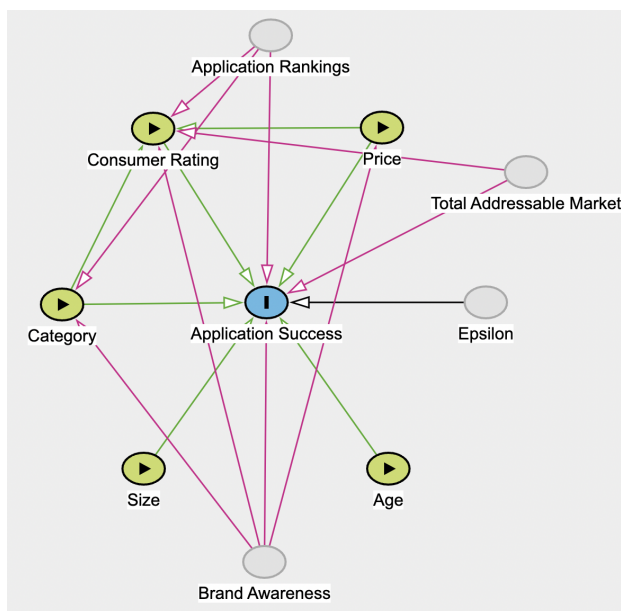 Application Rankings
Consumer Rating
Price
Total Addressable Market
Category
Application Success
Epsilon
Size
Age
Brand Awareness